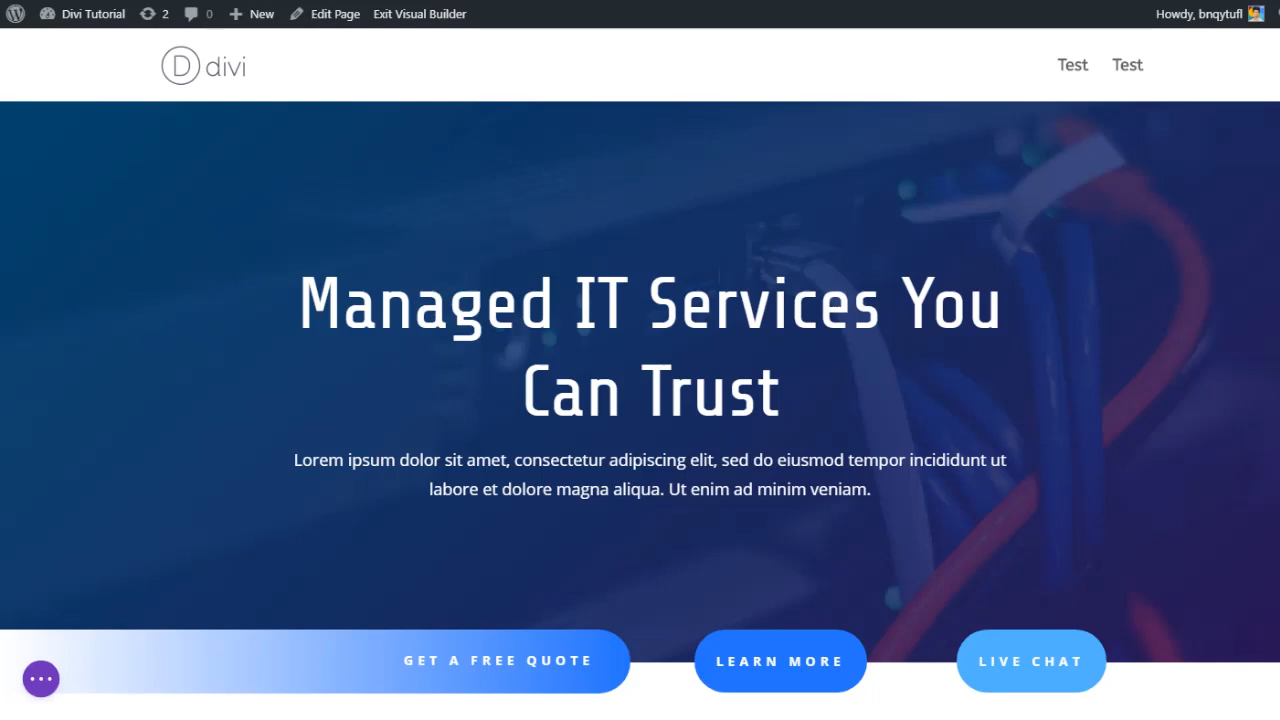 Divi Tutorial 2 0 New Edit Page Exit Visual Builder Howdy, bnqytufl
D divi Test Test
Managed IT Services You
Can Trust
Lorem ipsum dolor sit amet, consectetur adipiscing elit, sed do eiusmod tempor incididunt ut
labore et dolore magna aliqua. Ut enim ad minim veniam.
GET A FREE QUOTE LEARN MORE LIVE CHAT